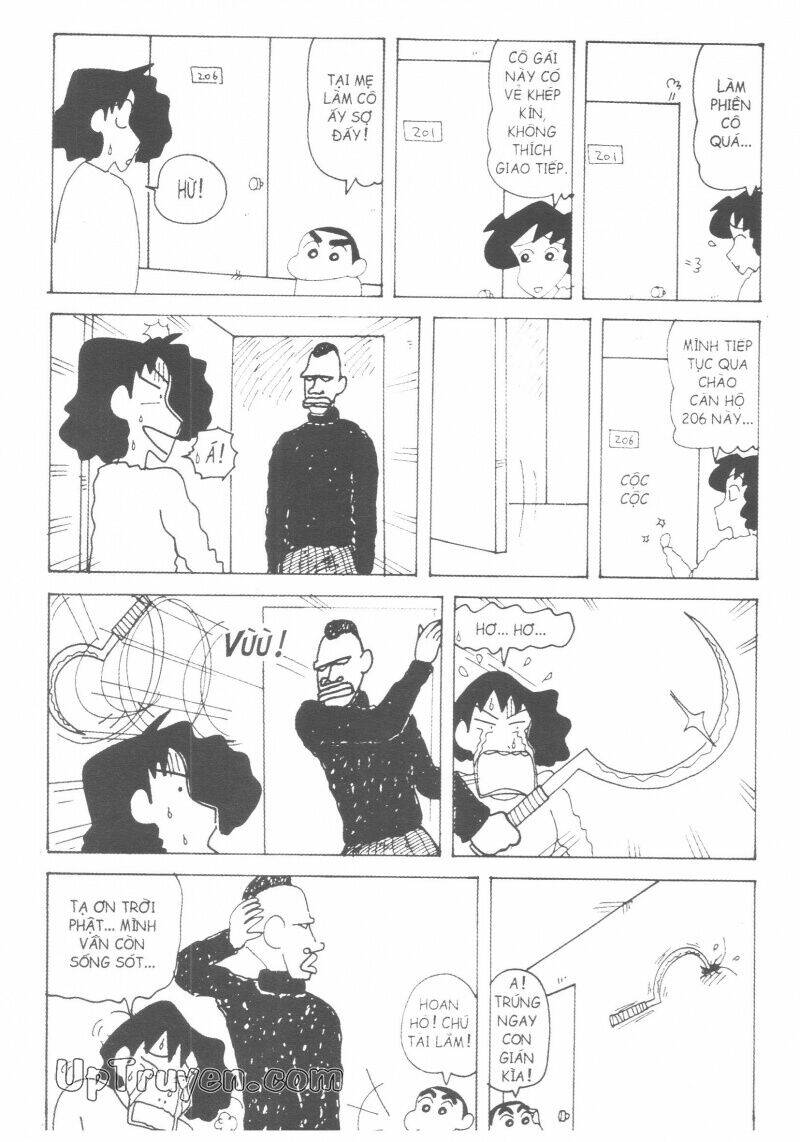 LÀM
PHIỀN
CÔ
QUÁ...
201
CÔ GÁI
NÀY CÓ
VẺ KHÉP
KÍN,
KHÔNG
THÍCH
GIAO TIẾP.
201
TẠI MẸ
LÀM CÔ
ẤY SỢ
ĐẤY!
206
HỪ!
MÌNH TIẾP
TỤC QUA
CHÀO
CĂN HỘ
206 NÀY...
206
CỘC
CỘC
Á!
HƠ... HƠ...
VÙÙ!
A!
TRÚNG
NGAY
CON
GIÁN
KÌA!
HOAN
HÔ! CHÚ
TÀI LẮM!
TẠ ƠN TRỜI
PHẬT... MÌNH
VẪN CÒN
SỐNG SÓT...
UpTruyen.com